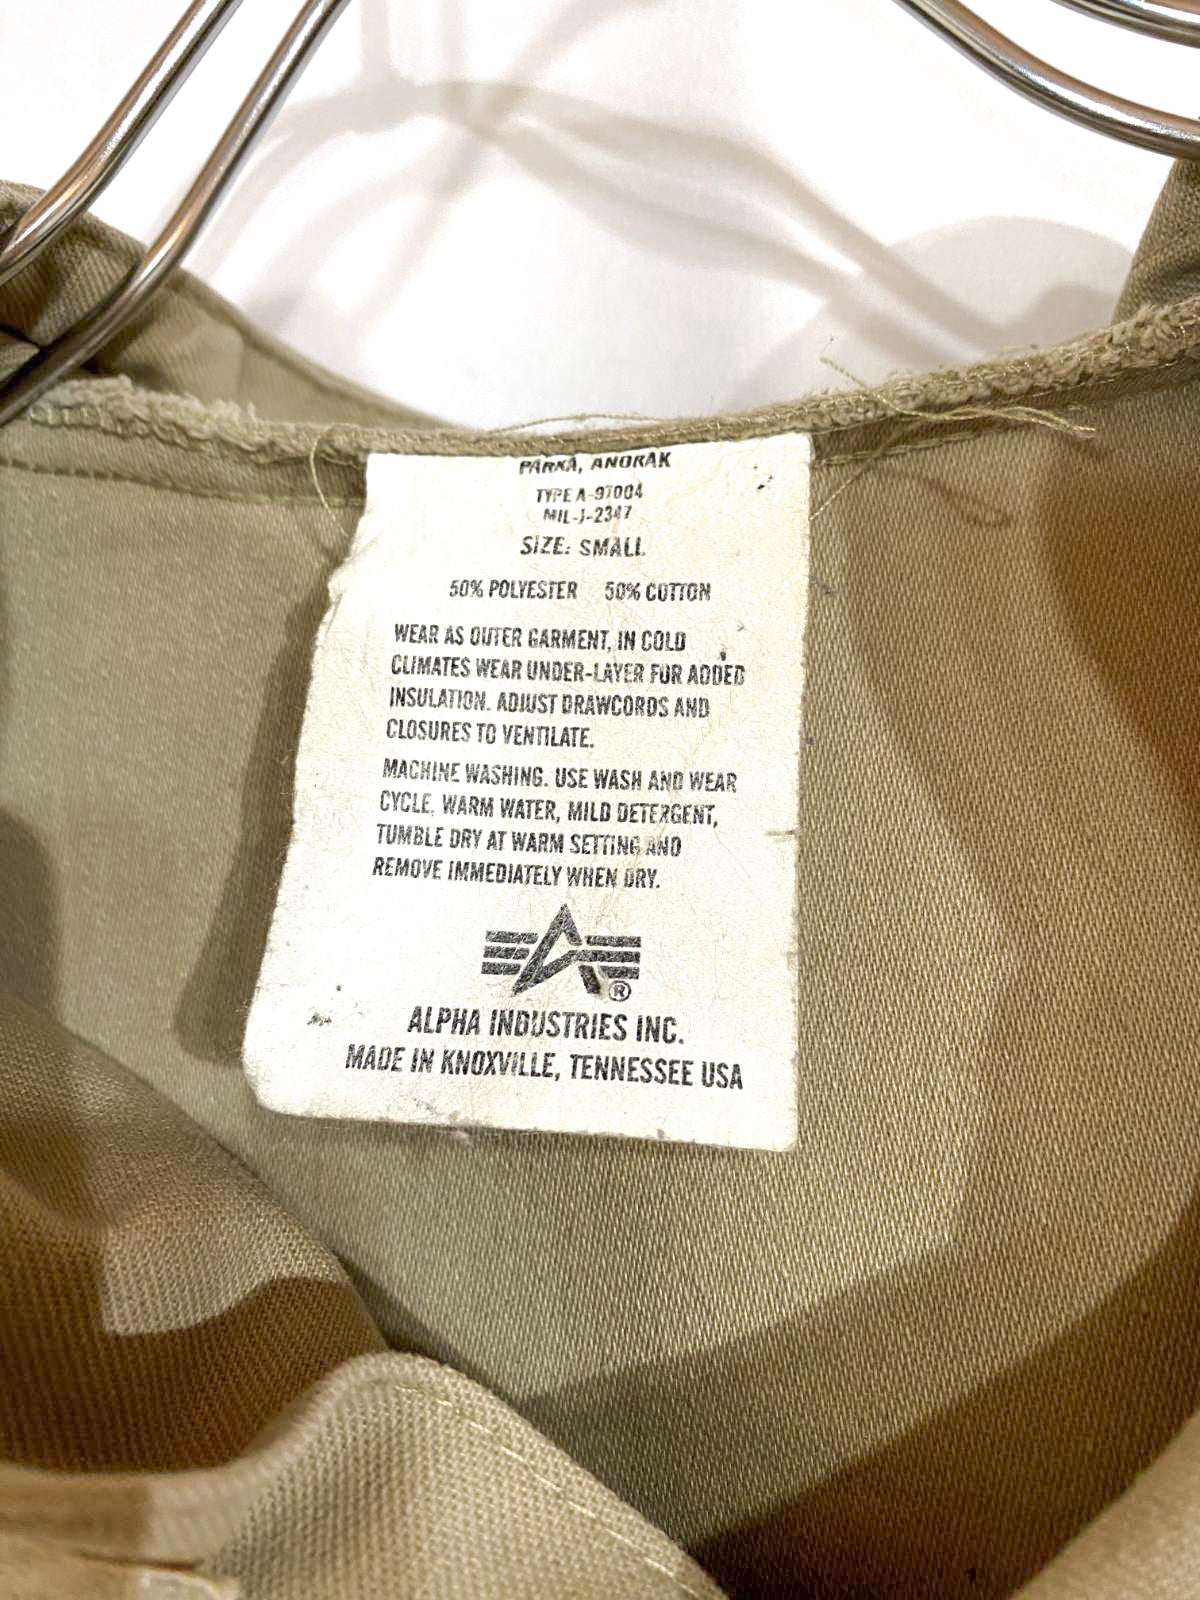 PARKA, ANORAK
TYPE A-97004
MIL-J-2347
SIZE: SMALL
50% POLYESTER 50% COTTON
WEAR AS OUTER GARMENT, IN COLD
CLIMATES WEAR UNDER-LAYER FOR ADDED
INSULATION. ADJUST DRAWCORDS AND
CLOSURES TO VENTILATE.
MACHINE WASHING. USE WASH AND WEAR
CYCLE, WARM WATER, MILD DETERGENT,
TUMBLE DRY AT WARM SETTING AND
REMOVE IMMEDIATELY WHEN DRY.
®
ALPHA INDUSTRIES INC.
MADE IN KNOXVILLE, TENNESSEE USA